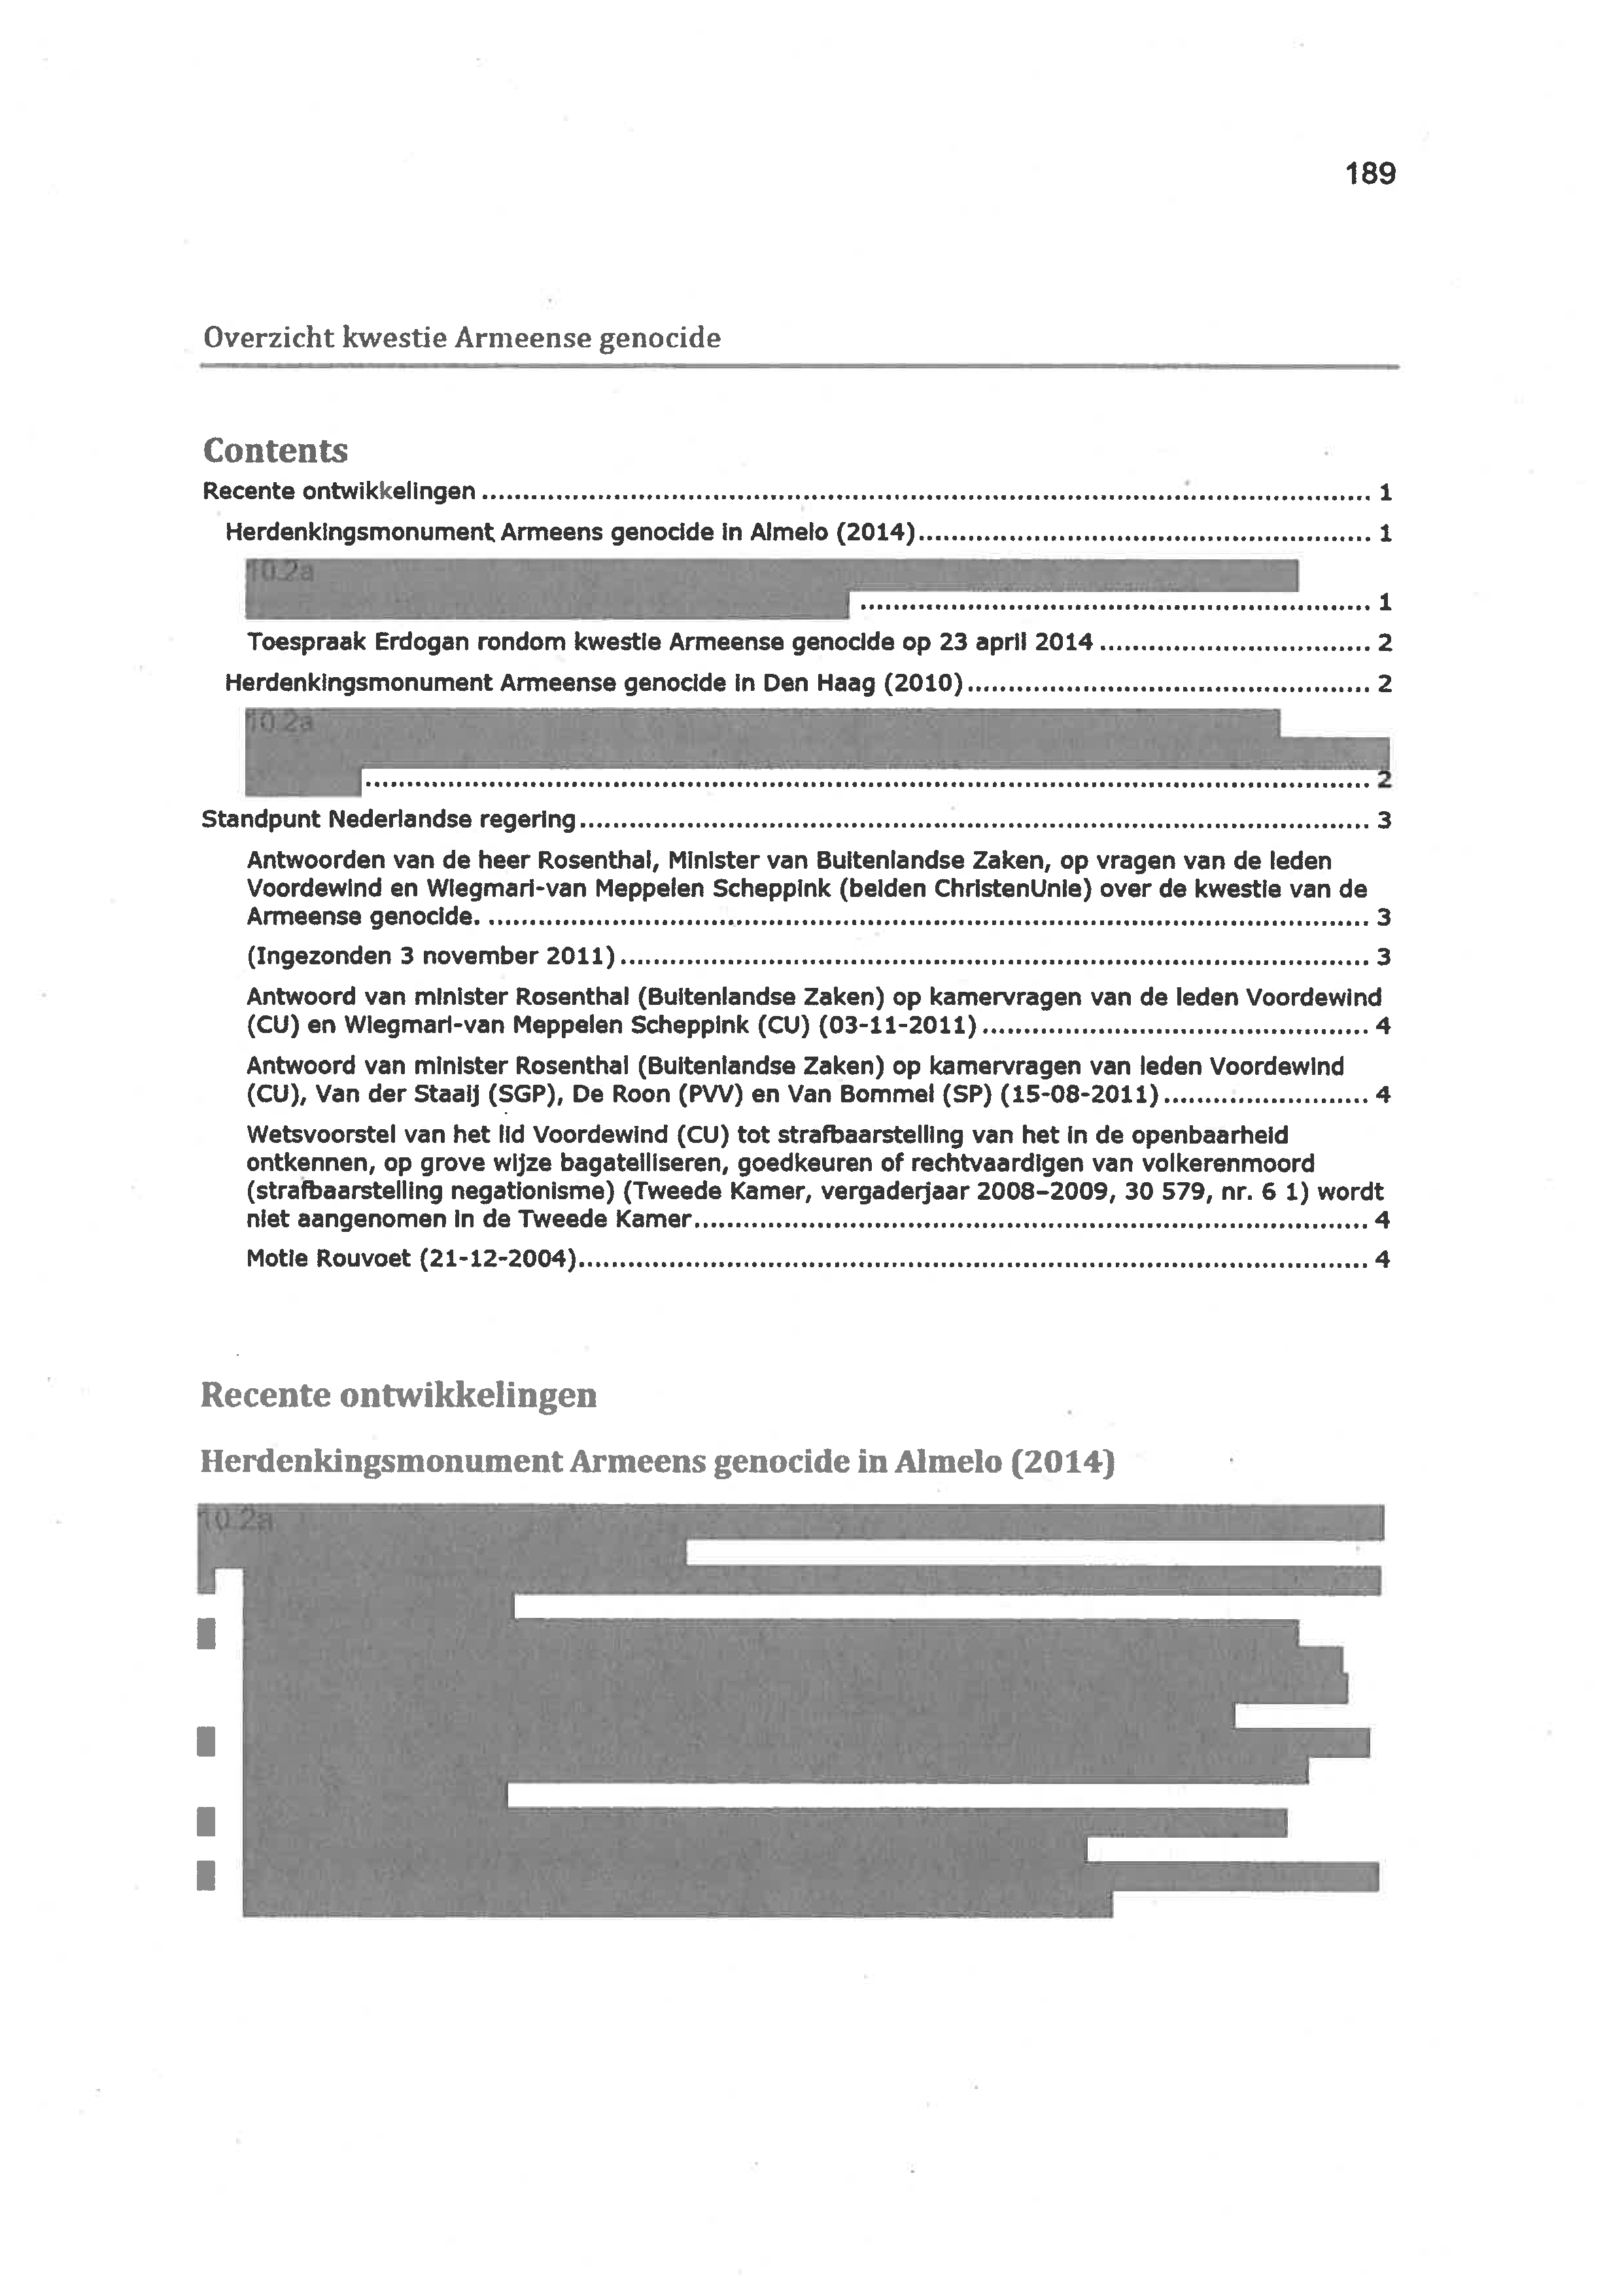 189
Overzicht kwestie Armeense genocide
Contents
Recente ontwikkelingen ........ 1
Herdenkingsmonument Armeens genocide in Almelo (2014) ........ 1
10.2a
........ 1
Toespraak Erdogan rondom kwestie Armeense genocide op 23 april 2014 ........ 2
Herdenkingsmonument Armeense genocide in Den Haag (2010) ........ 2
10.2a
........ 2
Standpunt Nederlandse regering ........ 3
Antwoorden van de heer Rosenthal, Minister van Buitenlandse Zaken, op vragen van de leden
Voordewind en Wiegmari-van Meppelen Scheppink (beiden ChristenUnie) over de kwestie van de
Armeense genocide. ........ 3
(Ingezonden 3 november 2011) ........ 3
Antwoord van minister Rosenthal (Buitenlandse Zaken) op kamervragen van de leden Voordewind
(CU) en Wiegmari-van Meppelen Scheppink (CU) (03-11-2011) ........ 4
Antwoord van minister Rosenthal (Buitenlandse Zaken) op kamervragen van leden Voordewind
(CU), Van der Staaij (SGP), De Roon (PVV) en Van Bommel (SP) (15-08-2011) ........ 4
Wetsvoorstel van het lid Voordewind (CU) tot strafbaarstelling van het in de openbaarheid
ontkennen, op grove wijze bagatelliseren, goedkeuren of rechtvaardigen van volkerenmoord
(strafbaarstelling negationisme) (Tweede Kamer, vergaderjaar 2008–2009, 30 579, nr. 6 1) wordt
niet aangenomen in de Tweede Kamer ........ 4
Motie Rouvoet (21-12-2004) ........ 4
Recente ontwikkelingen
Herdenkingsmonument Armeens genocide in Almelo (2014)
10.2a